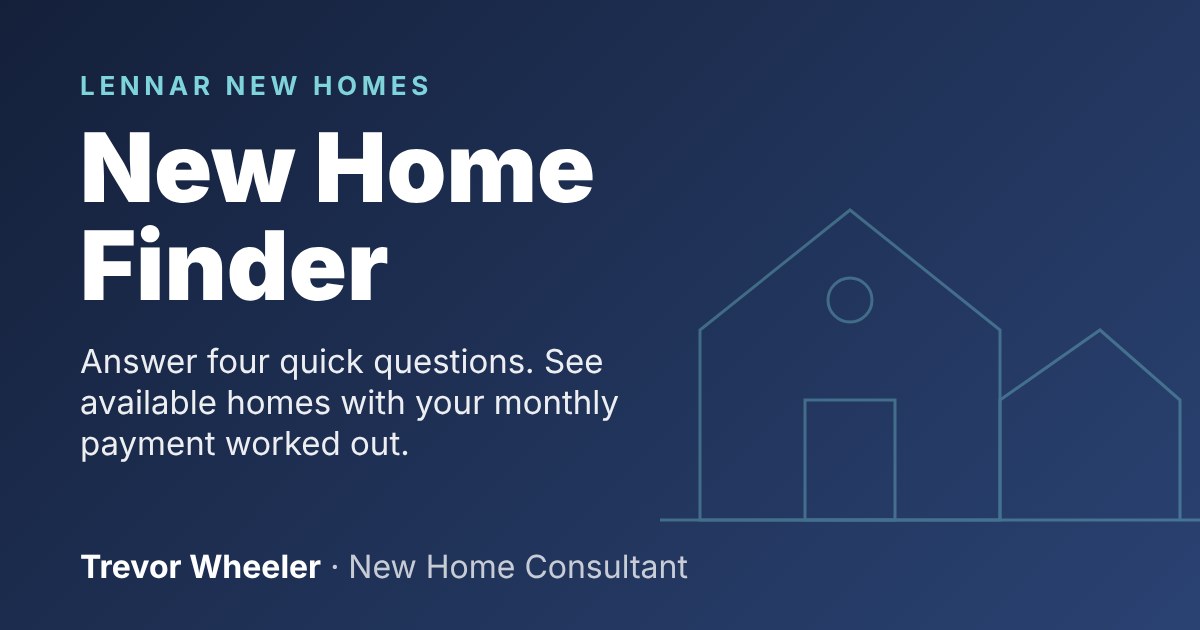 LENNAR NEW HOMES
New Home
Finder
Answer four quick questions. See
available homes with your monthly
payment worked out.
Trevor Wheeler · New Home Consultant